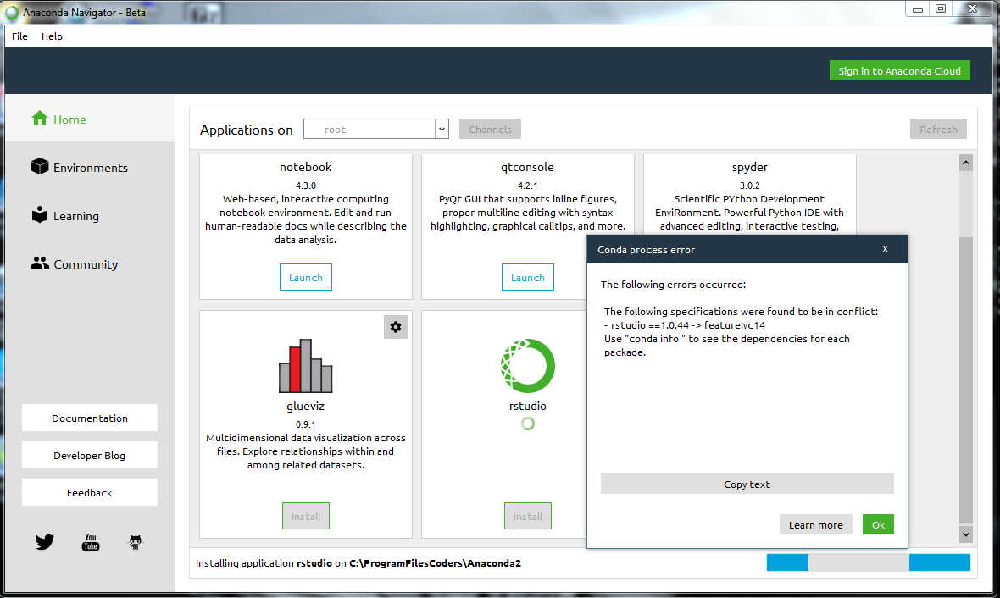 Anaconda Navigator - Beta
File Help
Sign in to Anaconda Cloud
Home
Environments
Learning
Community
Documentation
Developer Blog
Feedback
You
Tube
Applications on root Channels Refresh
notebook
4.3.0
Web-based, interactive computing
notebook environment. Edit and run
human-readable docs while describing the
data analysis.
Launch
qtconsole
4.2.1
PyQt GUI that supports inline figures,
proper multiline editing with syntax
highlighting, graphical calltips, and more.
Launch
spyder
3.0.2
Scientific PYthon Development
EnviRonment. Powerful Python IDE with
advanced editing, interactive testing,
glueviz
0.9.1
Multidimensional data visualization across
files. Explore relationships within and
among related datasets.
Install
rstudio
Install
Conda process error X
The following errors occurred:
The following specifications were found to be in conflict:
- rstudio ==1.0.44 -> feature:vc14
Use "conda info " to see the dependencies for each
package.
Copy text
Learn more Ok
Installing application rstudio on C:\ProgramFilesCoders\Anaconda2